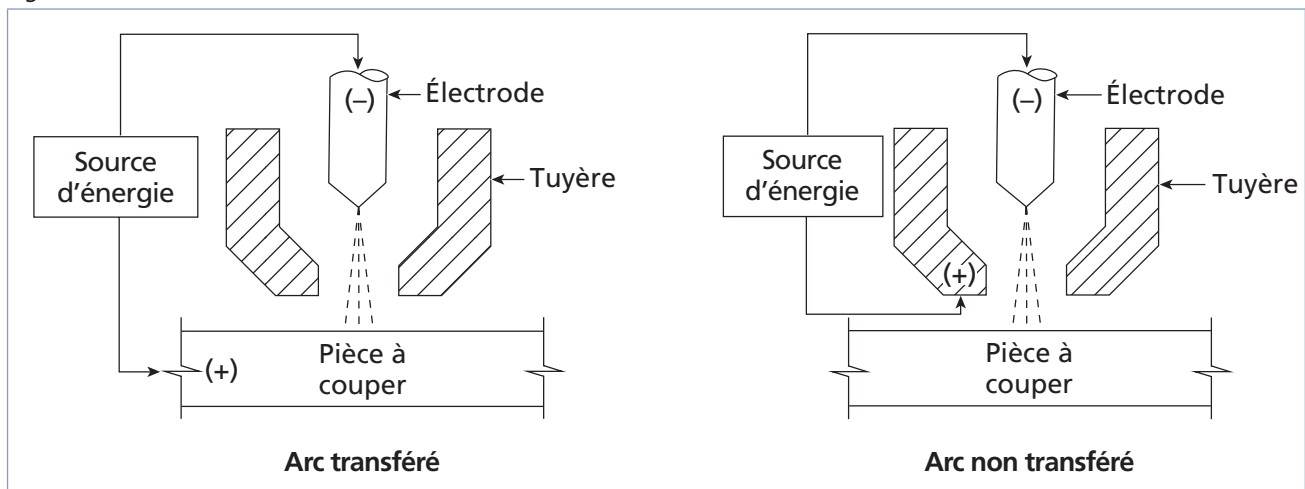 (–)
Électrode
Source
d'énergie
Tuyère
(+)
Pièce à
couper
Arc transféré
(–)
Électrode
Source
d'énergie
Tuyère
(+)
Pièce à
couper
Arc non transféré